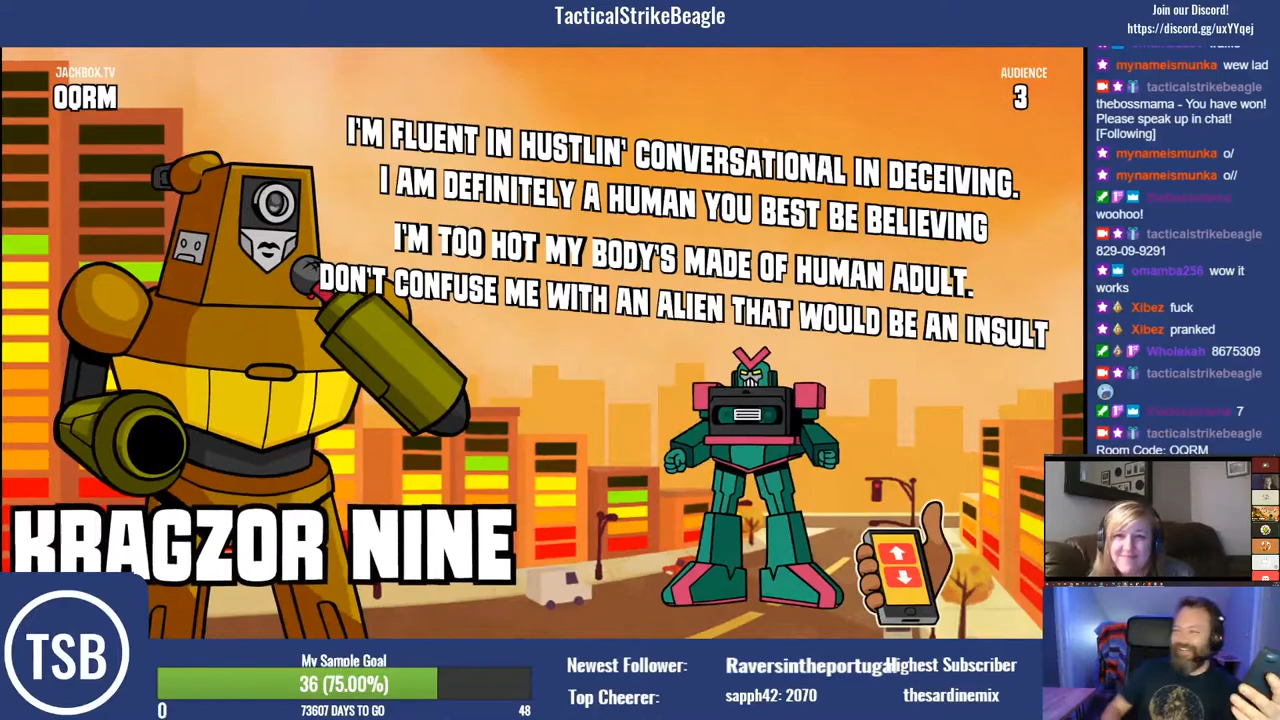 TacticalStrikeBeagle
Join our Discord!
https://discord.gg/uxYYqej
JACKBOX.TV
OQRM
AUDIENCE
3
I'M FLUENT IN HUSTLIN' CONVERSATIONAL IN DECEIVING.
I AM DEFINITELY A HUMAN YOU BEST BE BELIEVING
I'M TOO HOT MY BODY'S MADE OF HUMAN ADULT.
DON'T CONFUSE ME WITH AN ALIEN THAT WOULD BE AN INSULT
KRAGZOR NINE
mynameismunka wew lad
tacticalstrikebeagle
thebossmama - You have won!
Please speak up in chat!
[Following]
mynameismunka o/
mynameismunka o//
woohoo!
tacticalstrikebeagle
829-09-9291
omamba256 wow it
works
Xibez fuck
Xibez pranked
Wholekah 8675309
tacticalstrikebeagle
7
tacticalstrikebeagle
Room Code: OQRM
TSB
My Sample Goal
36 (75.00%)
0
73607 DAYS TO GO
48
Newest Follower:
Raversintheportugal
Highest Subscriber
Top Cheerer:
sapph42: 2070
thesardinemix